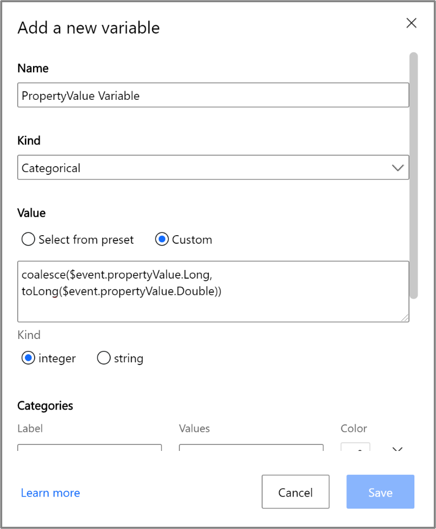 Add a new variable
Name
PropertyValue Variable
Kind
Categorical
Value
Select from preset Custom
coalesce($event.propertyValue.Long,
toLong($event.propertyValue.Double))
Kind
integer string
Categories
Label Values Color
Learn more Cancel Save